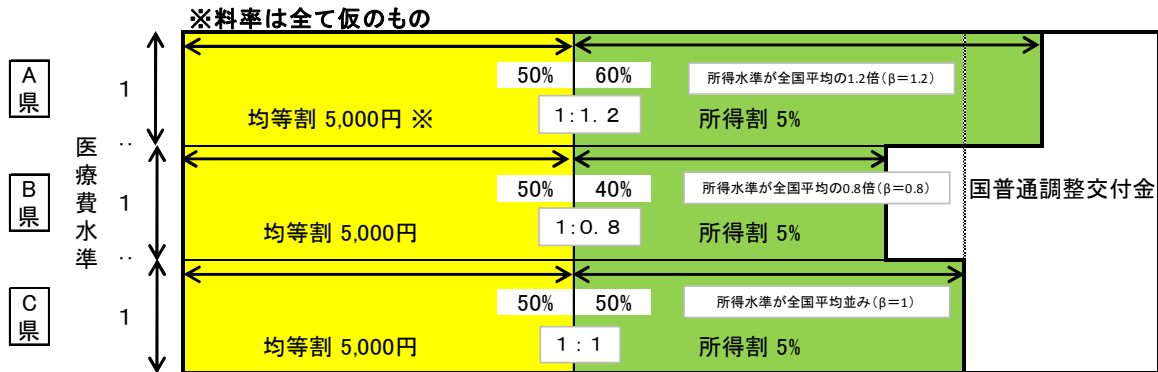 ※料率は全て仮のもの
A
県
1
50%
60%
所得水準が全国平均の1.2倍(β=1.2)
均等割 5,000円 ※
1:1.2
所得割 5%
医療費水準
:
B
県
1
50%
40%
所得水準が全国平均の0.8倍(β=0.8)
国普通調整交付金
均等割 5,000円
1:0.8
所得割 5%
:
C
県
1
50%
50%
所得水準が全国平均並み(β=1)
均等割 5,000円
1:1
所得割 5%